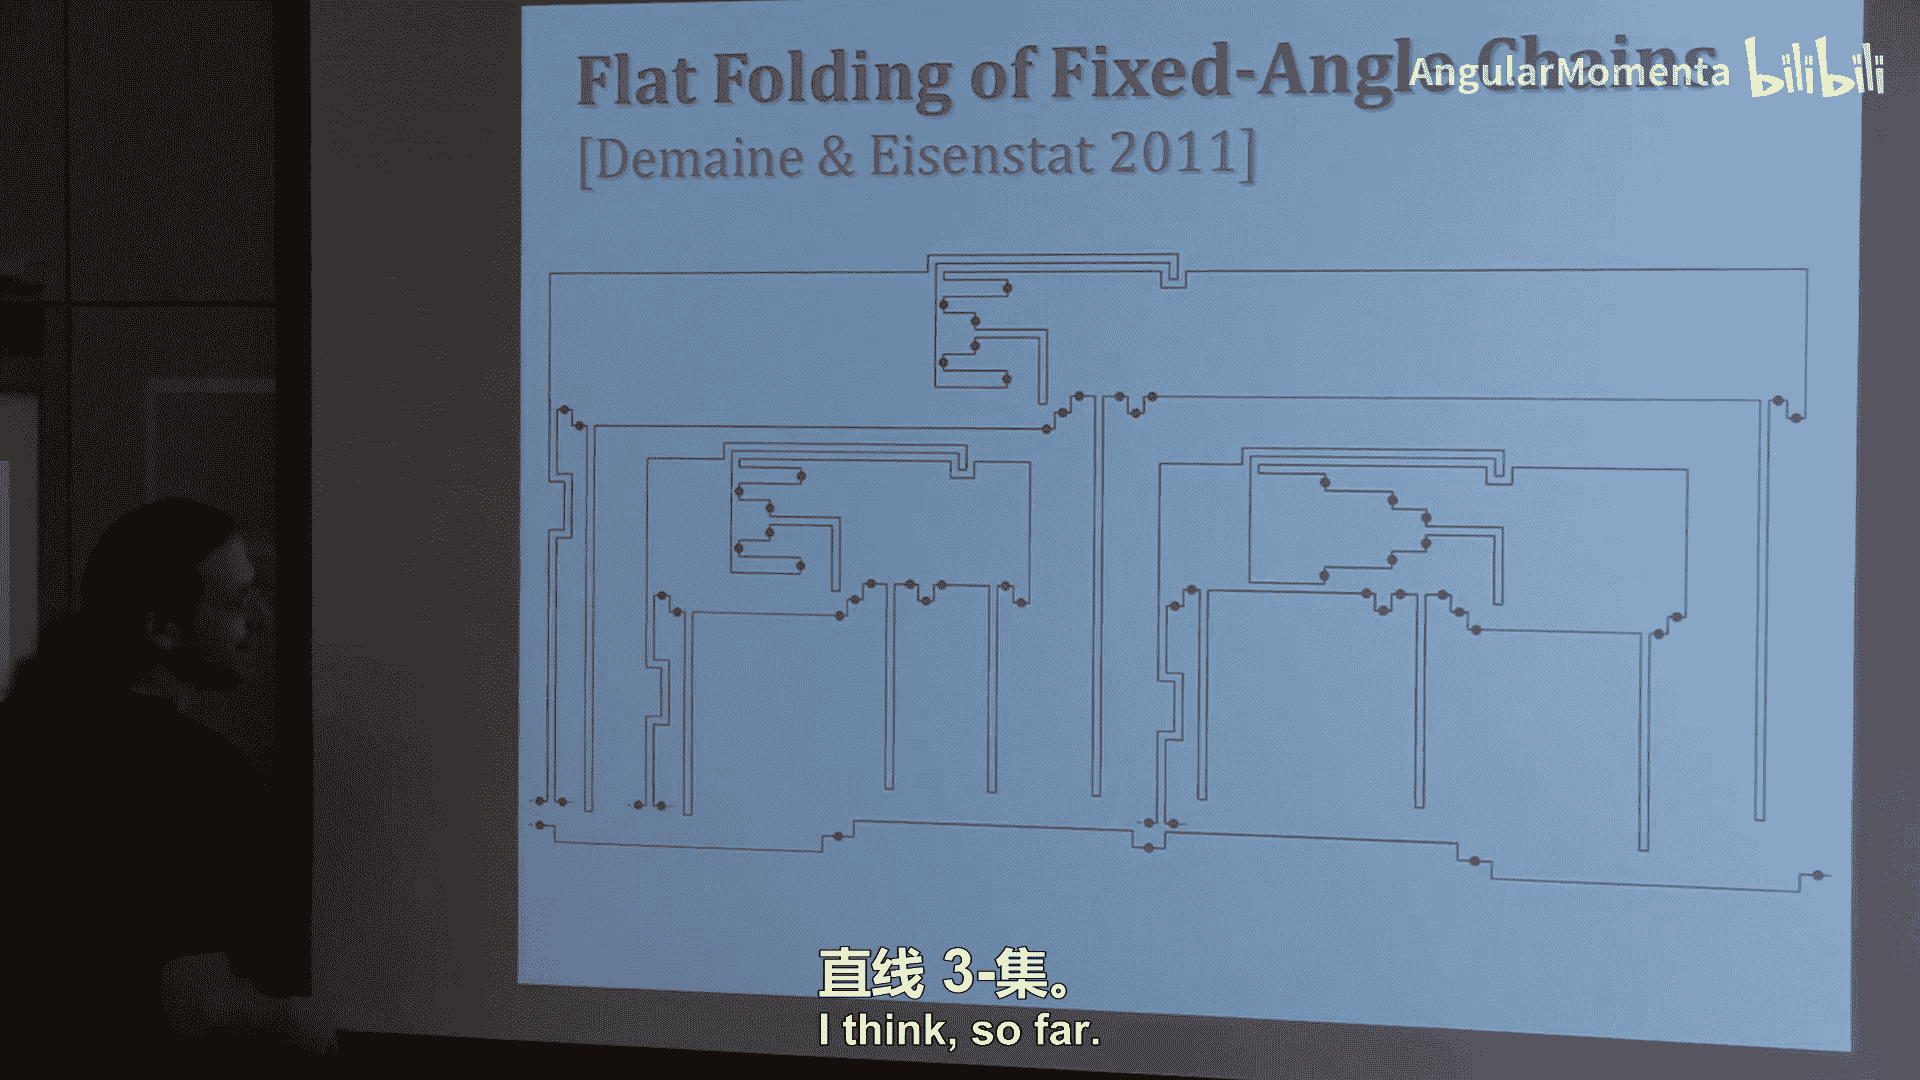 Flat Folding of Fixed-Angle Chains
AngularMomenta bilibili
[Demaine & Eisenstat 2011]
直线 3-集。
I think, so far.